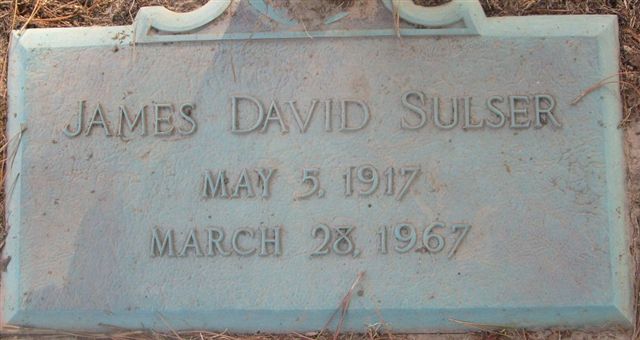 JAMES DAVID SULSER
MAY 5, 1917
MARCH 28, 1967